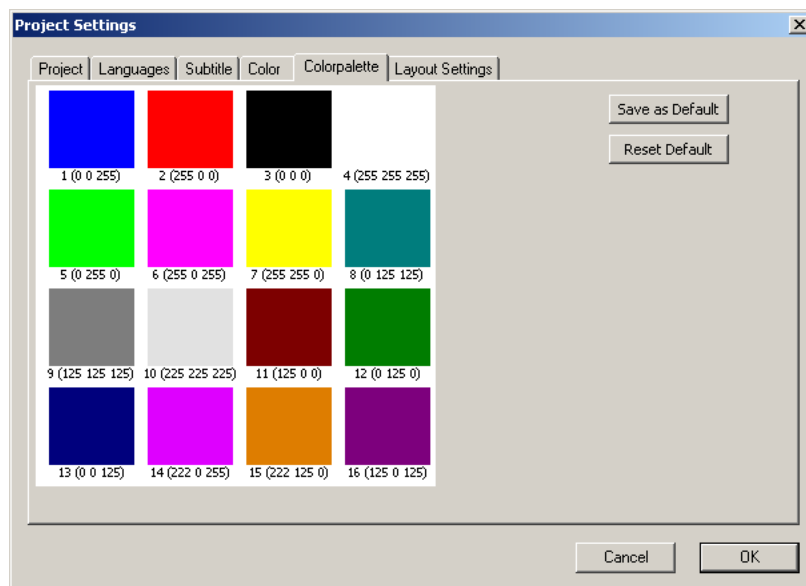 Project Settings
Project Languages Subtitle Color Colorpalette Layout Settings
Save as Default
Reset Default
1 (0 0 255) 2 (255 0 0) 3 (0 0 0) 4 (255 255 255)
5 (0 255 0) 6 (255 0 255) 7 (255 255 0) 8 (0 125 125)
9 (125 125 125) 10 (225 225 225) 11 (125 0 0) 12 (0 125 0)
13 (0 0 125) 14 (222 0 255) 15 (222 125 0) 16 (125 0 125)
Cancel OK